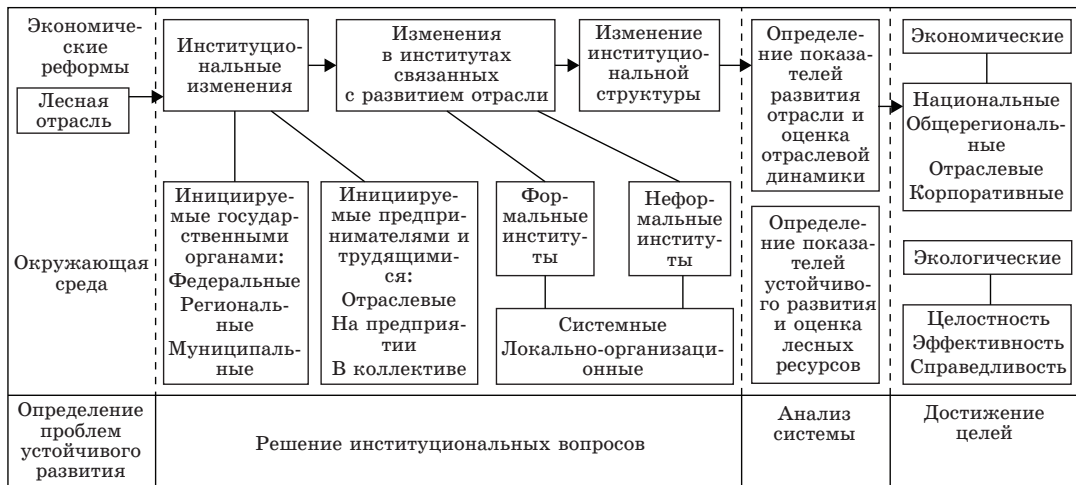 Экономиче-
ские
реформы
Лесная
отрасль
Окружающая
среда
Институцио-
нальные
изменения
Изменения
в институтах
связанных
с развитием отрасли
Изменение
институцио-
нальной
структуры
Инициируе-
мые государ-
ственными
органами:
Федеральные
Региональ-
ные
Муниципаль-
ные
Инициируе-
мые предпри-
нимателями и
трудящими-
ся:
Отраслевые
На предприя-
тии
В коллективе
Фор-
мальные
институ-
ты
Нефор-
мальные
институ-
ты
Системные
Локально-организаци-
онные
Определе-
ние показа-
телей
развития
отрасли и
оценка
отраслевой
динамики
Определе-
ние показа-
телей
устойчиво-
го развития
и оценка
лесных
ресурсов
Экономические
Национальные
Общерегиональ-
ные
Отраслевые
Корпоративные
Экологические
Целостность
Эффективность
Справедливость
Определение
проблем
устойчивого
развития
Решение институциональных вопросов
Анализ
системы
Достижение
целей